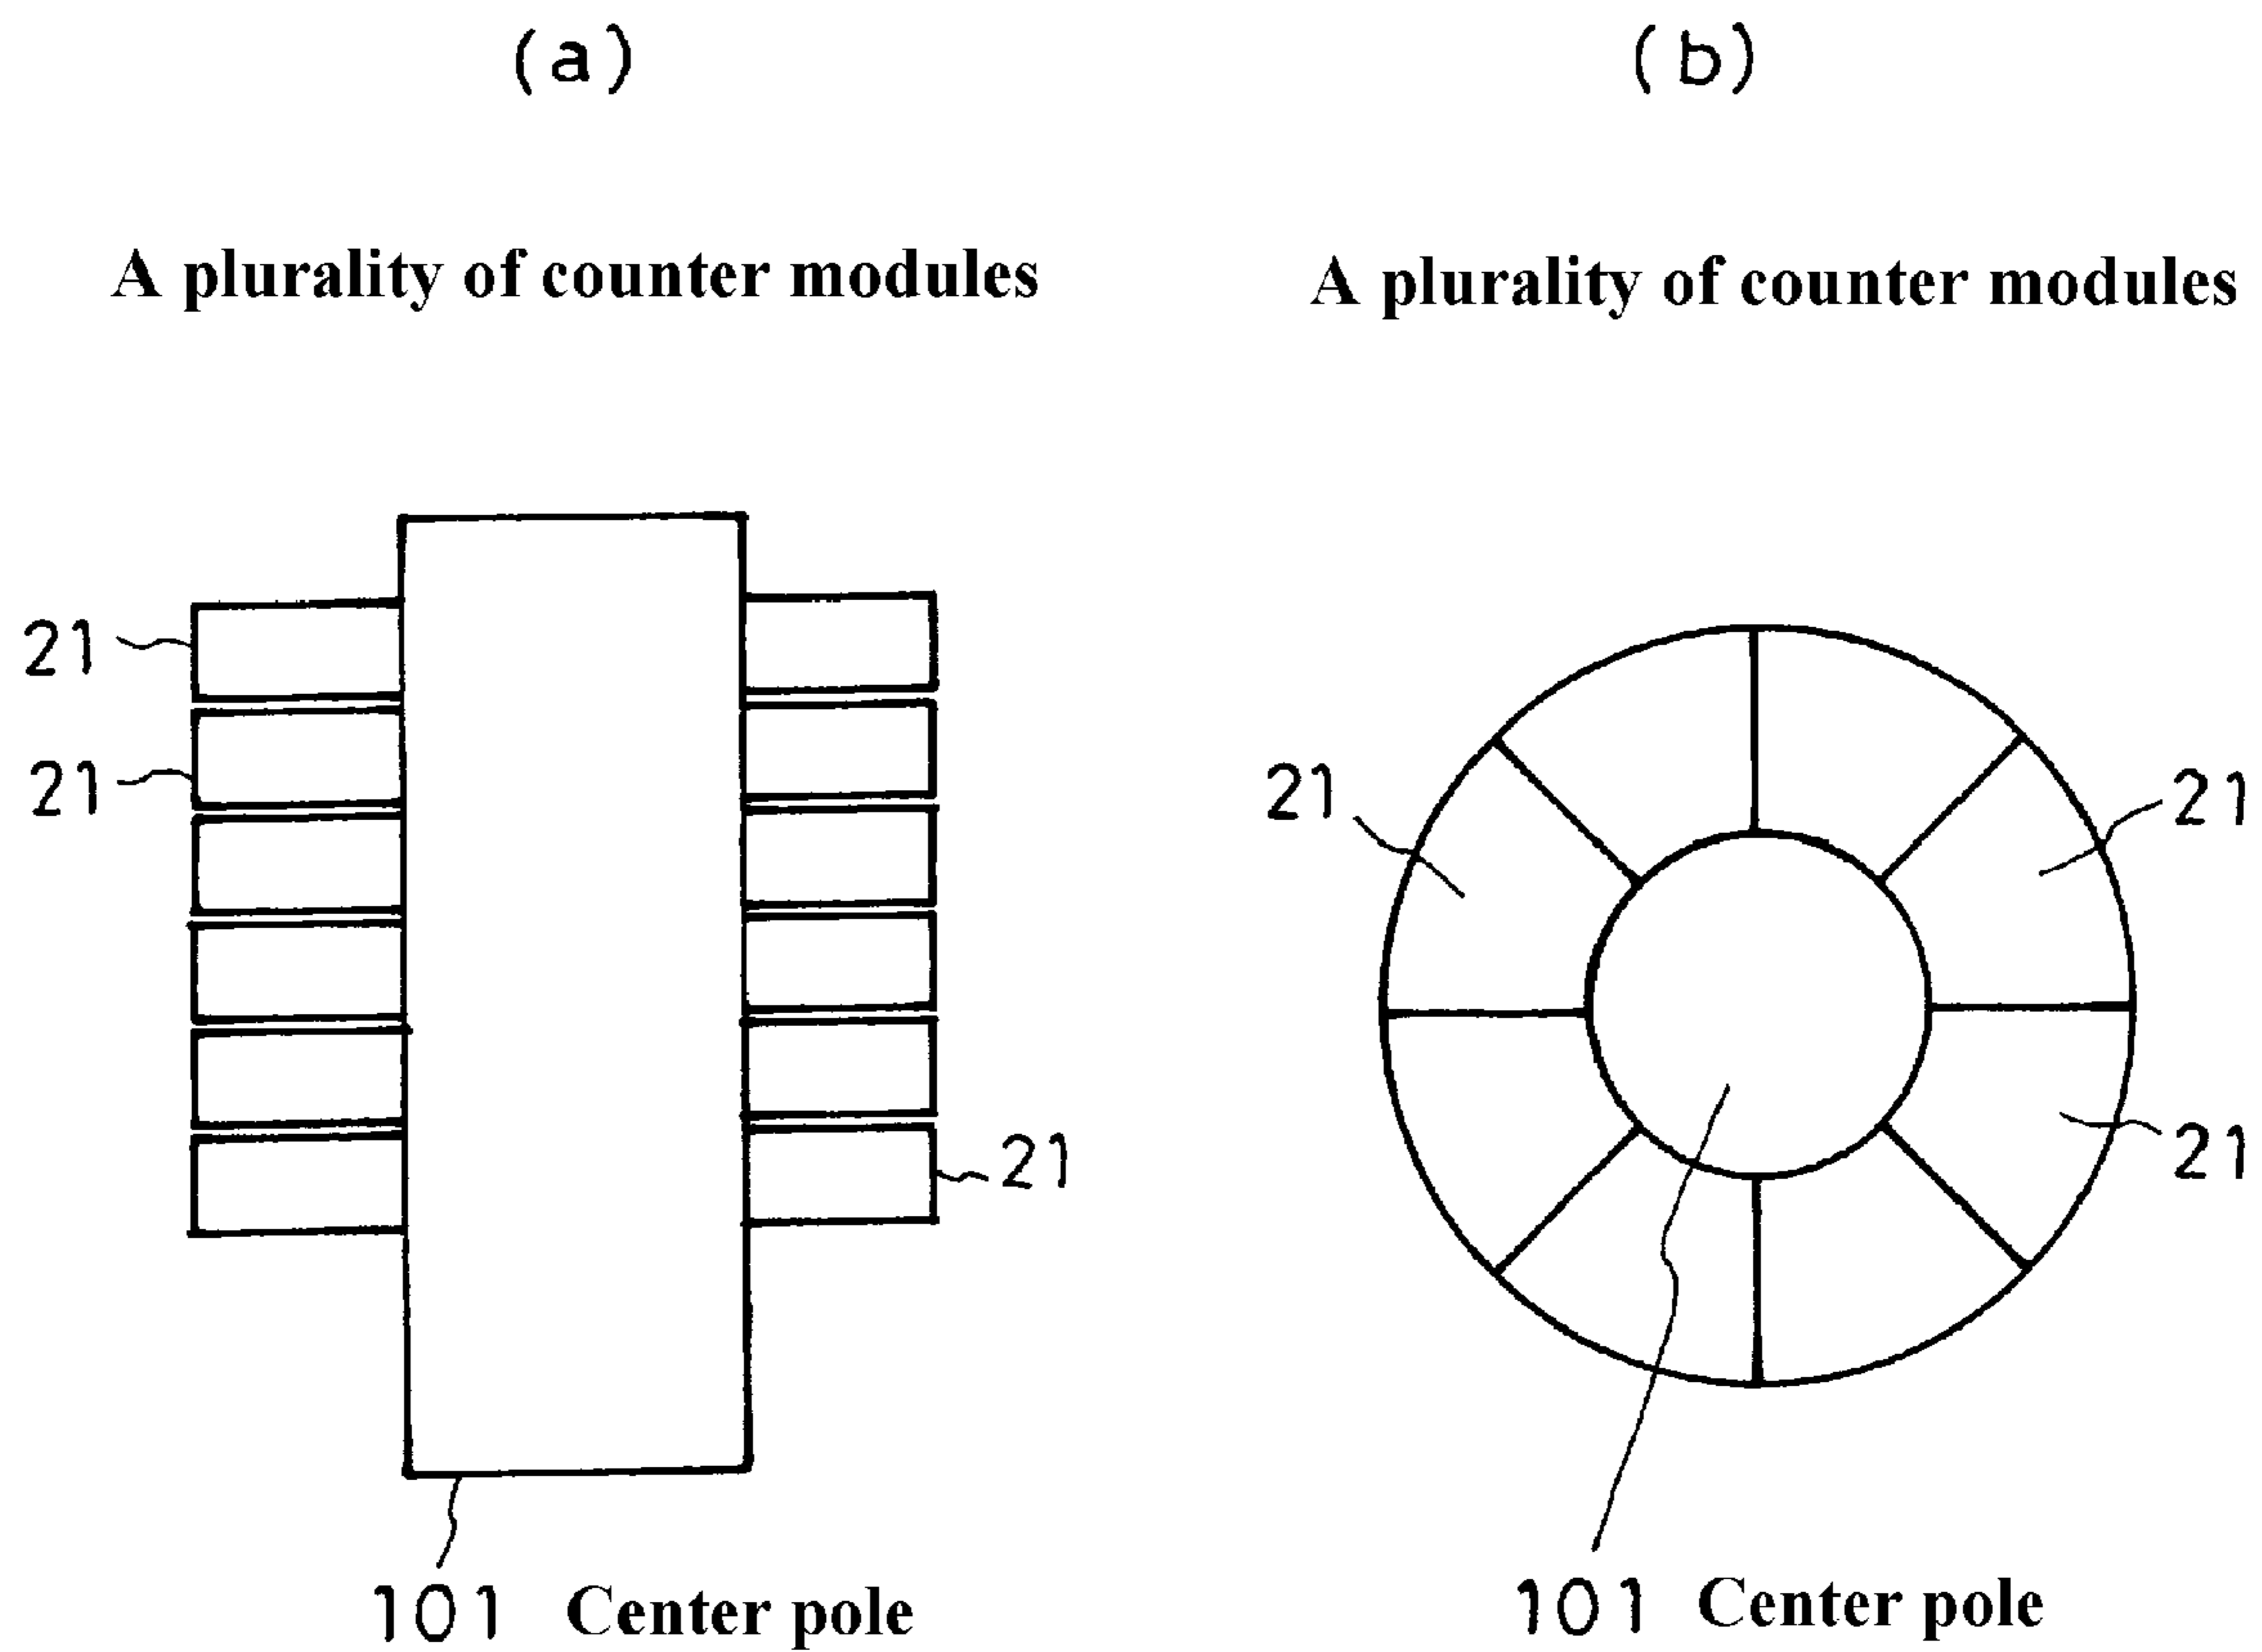 (a)
A plurality of counter modules
21
21
21
101 Center pole
(b)
A plurality of counter modules
21
21
21
101 Center pole